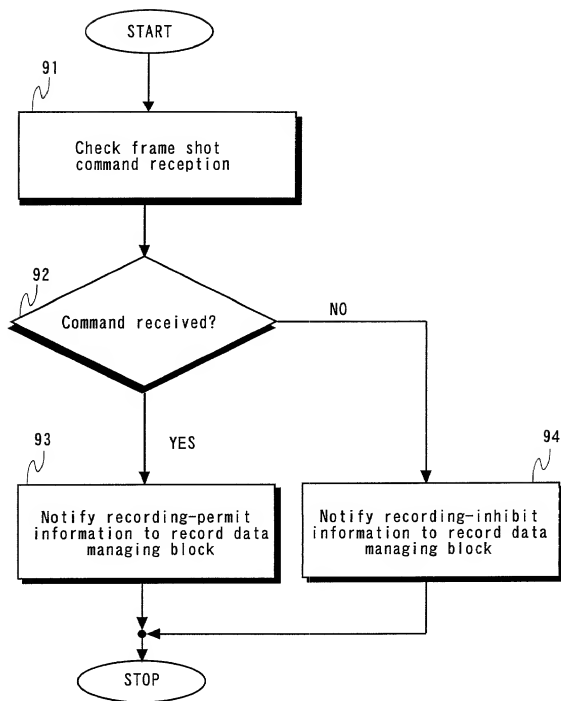 START
91
Check frame shot
command reception
92
Command received?
NO
YES
93
Notify recording-permit
information to record data
managing block
94
Notify recording-inhibit
information to record data
managing block
STOP